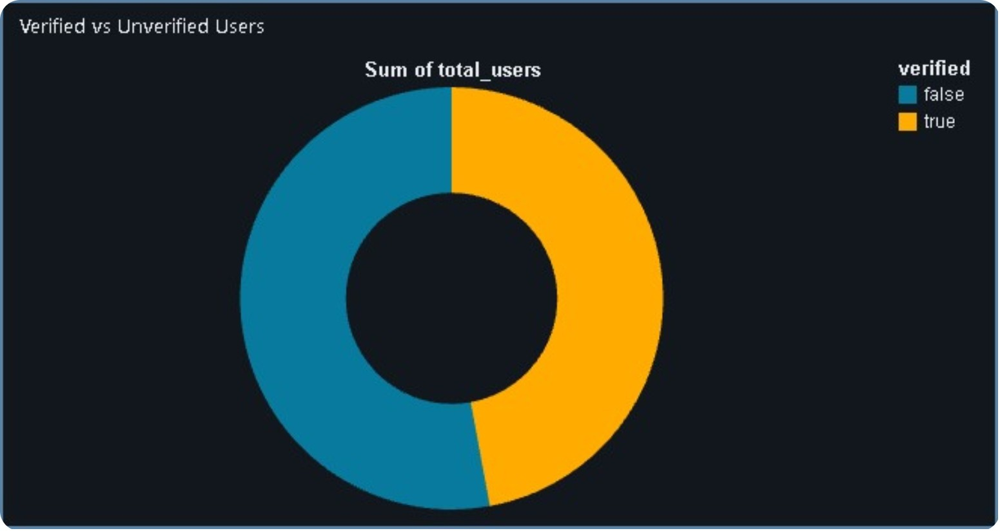 Verified vs Unverified Users
Sum of total_users
verified
false
true